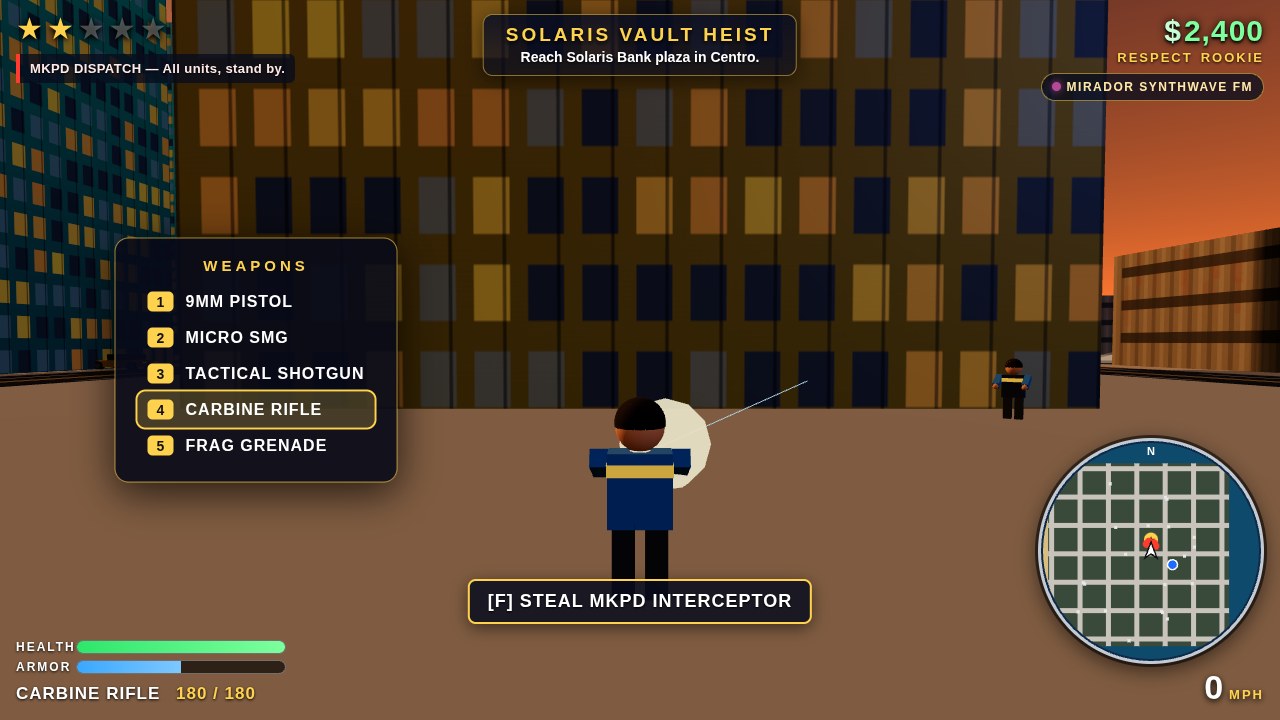 MKPD DISPATCH — All units, stand by.
SOLARIS VAULT HEIST
Reach Solaris Bank plaza in Centro.
$2,400
RESPECT ROOKIE
MIRADOR SYNTHWAVE FM
WEAPONS
1 9MM PISTOL
2 MICRO SMG
3 TACTICAL SHOTGUN
4 CARBINE RIFLE
5 FRAG GRENADE
N
[F] STEAL MKPD INTERCEPTOR
HEALTH
ARMOR
CARBINE RIFLE 180 / 180
0 MPH